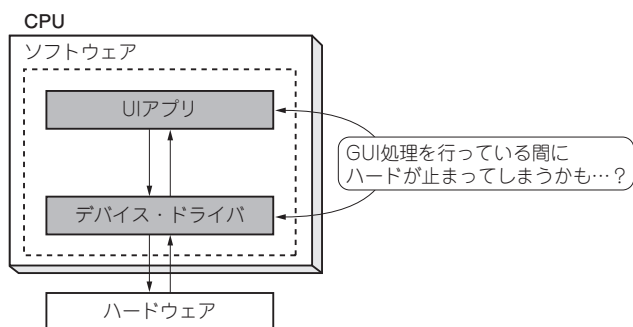 CPU
ソフトウェア
UIアプリ
GUI処理を行っている間に
ハードが止まってしまうかも…？
デバイス・ドライバ
ハードウェア